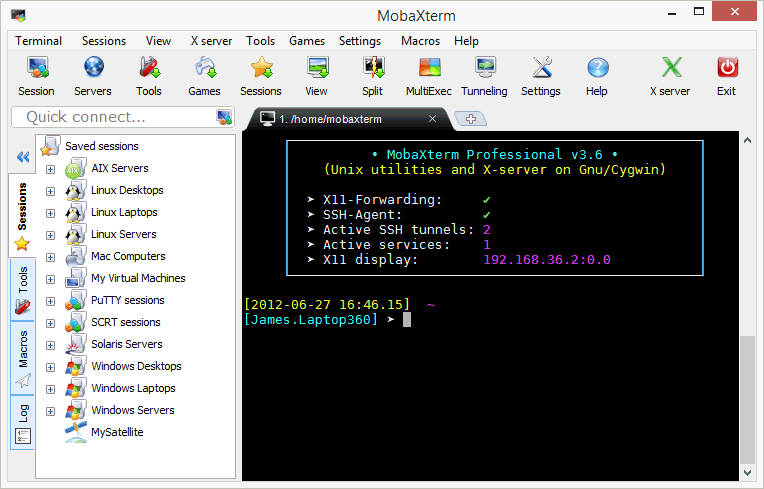 MobaXterm
Terminal Sessions View X server Tools Games Settings Macros Help
Session Servers Tools Games Sessions View Split MultiExec Tunneling Settings Help X server Exit
Quick connect...
1. /home/mobaxterm
Saved sessions
AIX Servers
Linux Desktops
Linux Laptops
Linux Servers
Mac Computers
My Virtual Machines
PuTTY sessions
SCRT sessions
Solaris Servers
Windows Desktops
Windows Laptops
Windows Servers
MySatellite
Sessions
Tools
Macros
Log
• MobaXterm Professional v3.6 •
(Unix utilities and X-server on Gnu/Cygwin)
➤ X11-Forwarding: ✔
➤ SSH-Agent: ✔
➤ Active SSH tunnels: 2
➤ Active services: 1
➤ X11 display: 192.168.36.2:0.0
[2012-06-27 16:46.15] ~
[James.Laptop360] ➤